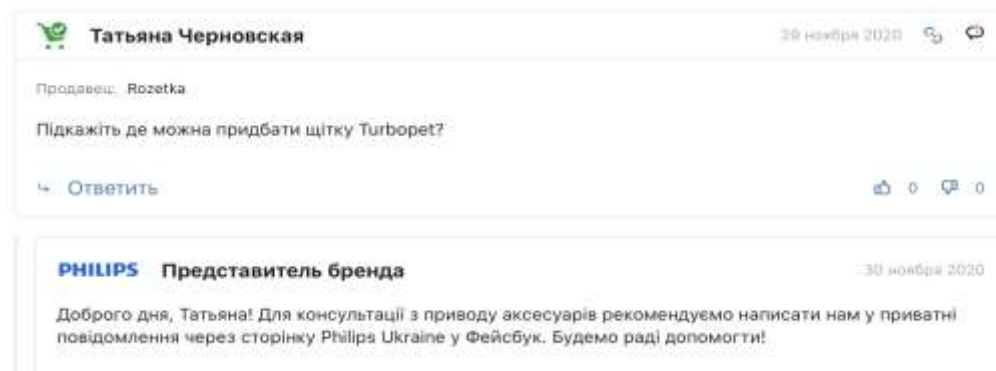 Татьяна Черновская
29 ноября 2020
Продавец: Rozetka
Підкажіть де можна придбати щітку Turbopet?
Ответить
0 0
PHILIPS Представитель бренда
30 ноября 2020
Доброго дня, Татьяна! Для консультації з приводу аксесуарів рекомендуємо написати нам у приватні
повідомлення через сторінку Philips Ukraine у Фейсбук. Будемо раді допомогти!